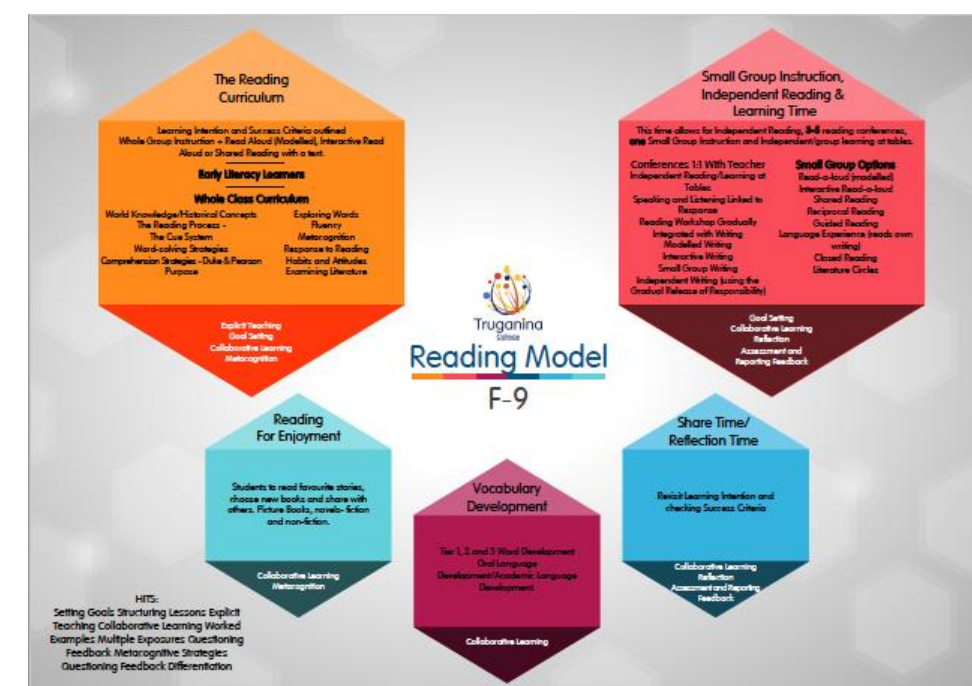 The Reading
Curriculum
Learning Intention and Success Criteria outlined
Whole Group Instruction + Read Aloud (Modelled), Interactive Read
Aloud or Shared Reading with a text.
Early Literacy Learners
Whole Class Curriculum
World Knowledge/Historical Concepts
The Reading Process -
The Cue System
Word-solving Strategies
Comprehension Strategies - Duke & Pearson
Purpose
Exploring Words
Fluency
Metacognition
Response to Reading
Habits and Attitudes
Examining Literature
Explicit Teaching
Goal Setting
Collaborative Learning
Metacognition
Small Group Instruction,
Independent Reading &
Learning Time
This time allows for Independent Reading, 3-5 reading conferences,
one Small Group Instruction and Independent/group learning at tables.
Conferences 1:1 With Teacher
Independent Reading/Learning at
Tables
Speaking and Listening Linked to
Response
Reading Workshop Gradually
Integrated with Writing
Modelled Writing
Interactive Writing
Small Group Writing
Independent Writing (using the
Gradual Release of Responsibility)
Small Group Options
Read-a-loud (modelled)
Interactive Read-a-loud
Shared Reading
Reciprocal Reading
Guided Reading
Language Experience (reads own
writing)
Closed Reading
Literature Circles
Goal Setting
Collaborative Learning
Reflection
Assessment and
Reporting Feedback
Truganina
College
Reading Model
F-9
Reading
For Enjoyment
Students to read favourite stories,
choose new books and share with
others. Picture Books, novels- fiction
and non-fiction.
Collaborative Learning
Metacognition
Vocabulary
Development
Tier 1, 2 and 3 Word Development
Oral Language
Development/Academic Language
Development
Collaborative Learning
Share Time/
Reflection Time
Revisit Learning Intention and
checking Success Criteria
Collaborative Learning
Reflection
Assessment and Reporting
Feedback
HITS:
Setting Goals Structuring Lessons Explicit
Teaching Collaborative Learning Worked
Examples Multiple Exposures Questioning
Feedback Metacognitive Strategies
Questioning Feedback Differentiation